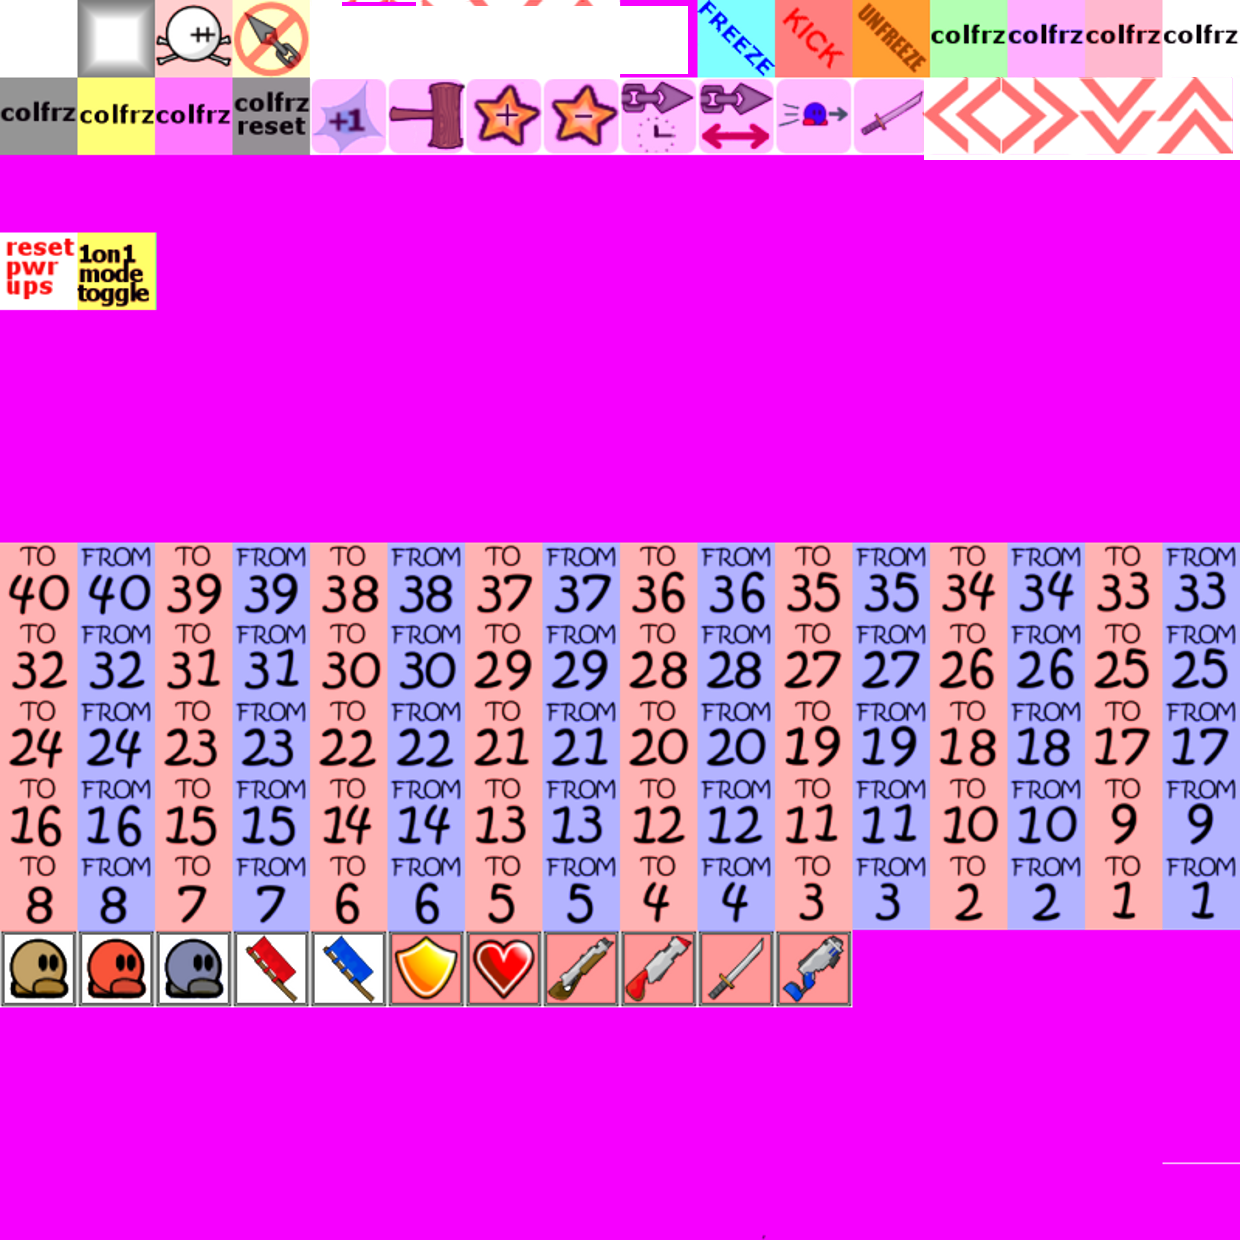 FREEZE KICK UNFREEZE colfrz colfrz colfrz colfrz
colfrz colfrz colfrz colfrz reset +1 + -
reset pwr ups
1on1 mode toggle
TO FROM TO FROM TO FROM TO FROM TO FROM TO FROM TO FROM TO FROM
40 40 39 39 38 38 37 37 36 36 35 35 34 34 33 33
TO FROM TO FROM TO FROM TO FROM TO FROM TO FROM TO FROM TO FROM
32 32 31 31 30 30 29 29 28 28 27 27 26 26 25 25
TO FROM TO FROM TO FROM TO FROM TO FROM TO FROM TO FROM TO FROM
24 24 23 23 22 22 21 21 20 20 19 19 18 18 17 17
TO FROM TO FROM TO FROM TO FROM TO FROM TO FROM TO FROM TO FROM
16 16 15 15 14 14 13 13 12 12 11 11 10 10 9 9
TO FROM TO FROM TO FROM TO FROM TO FROM TO FROM TO FROM TO FROM
8 8 7 7 6 6 5 5 4 4 3 3 2 2 1 1